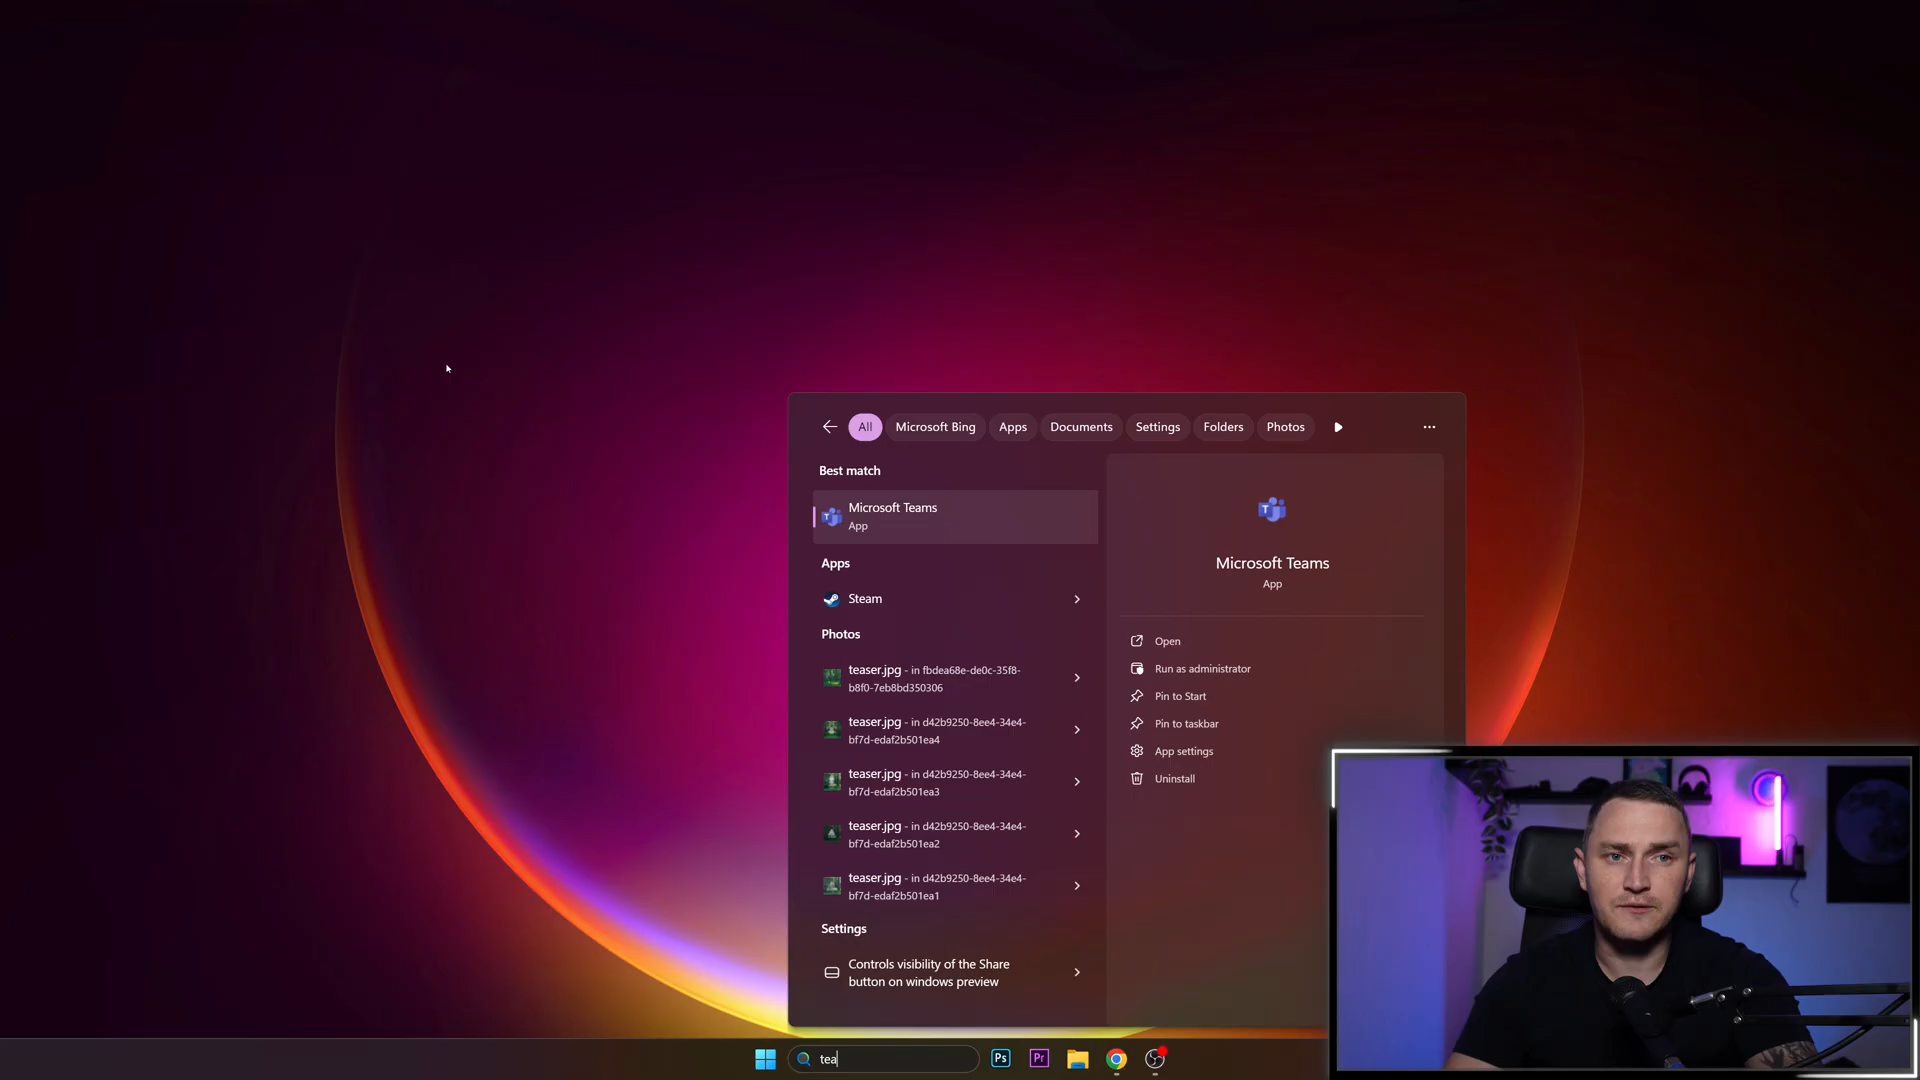 All
Microsoft Bing
Apps
Documents
Settings
Folders
Photos
Best match
Microsoft Teams
App
Apps
Steam
Photos
teaser.jpg - in fbdea68e-de0c-35f8-
b8f0-7eb8bd350306
teaser.jpg - in d42b9250-8ee4-34e4-
bf7d-edaf2b501ea4
teaser.jpg - in d42b9250-8ee4-34e4-
bf7d-edaf2b501ea3
teaser.jpg - in d42b9250-8ee4-34e4-
bf7d-edaf2b501ea2
teaser.jpg - in d42b9250-8ee4-34e4-
bf7d-edaf2b501ea1
Settings
Controls visibility of the Share
button on windows preview
Microsoft Teams
App
Open
Run as administrator
Pin to Start
Pin to taskbar
App settings
Uninstall
tea
Ps
Pr